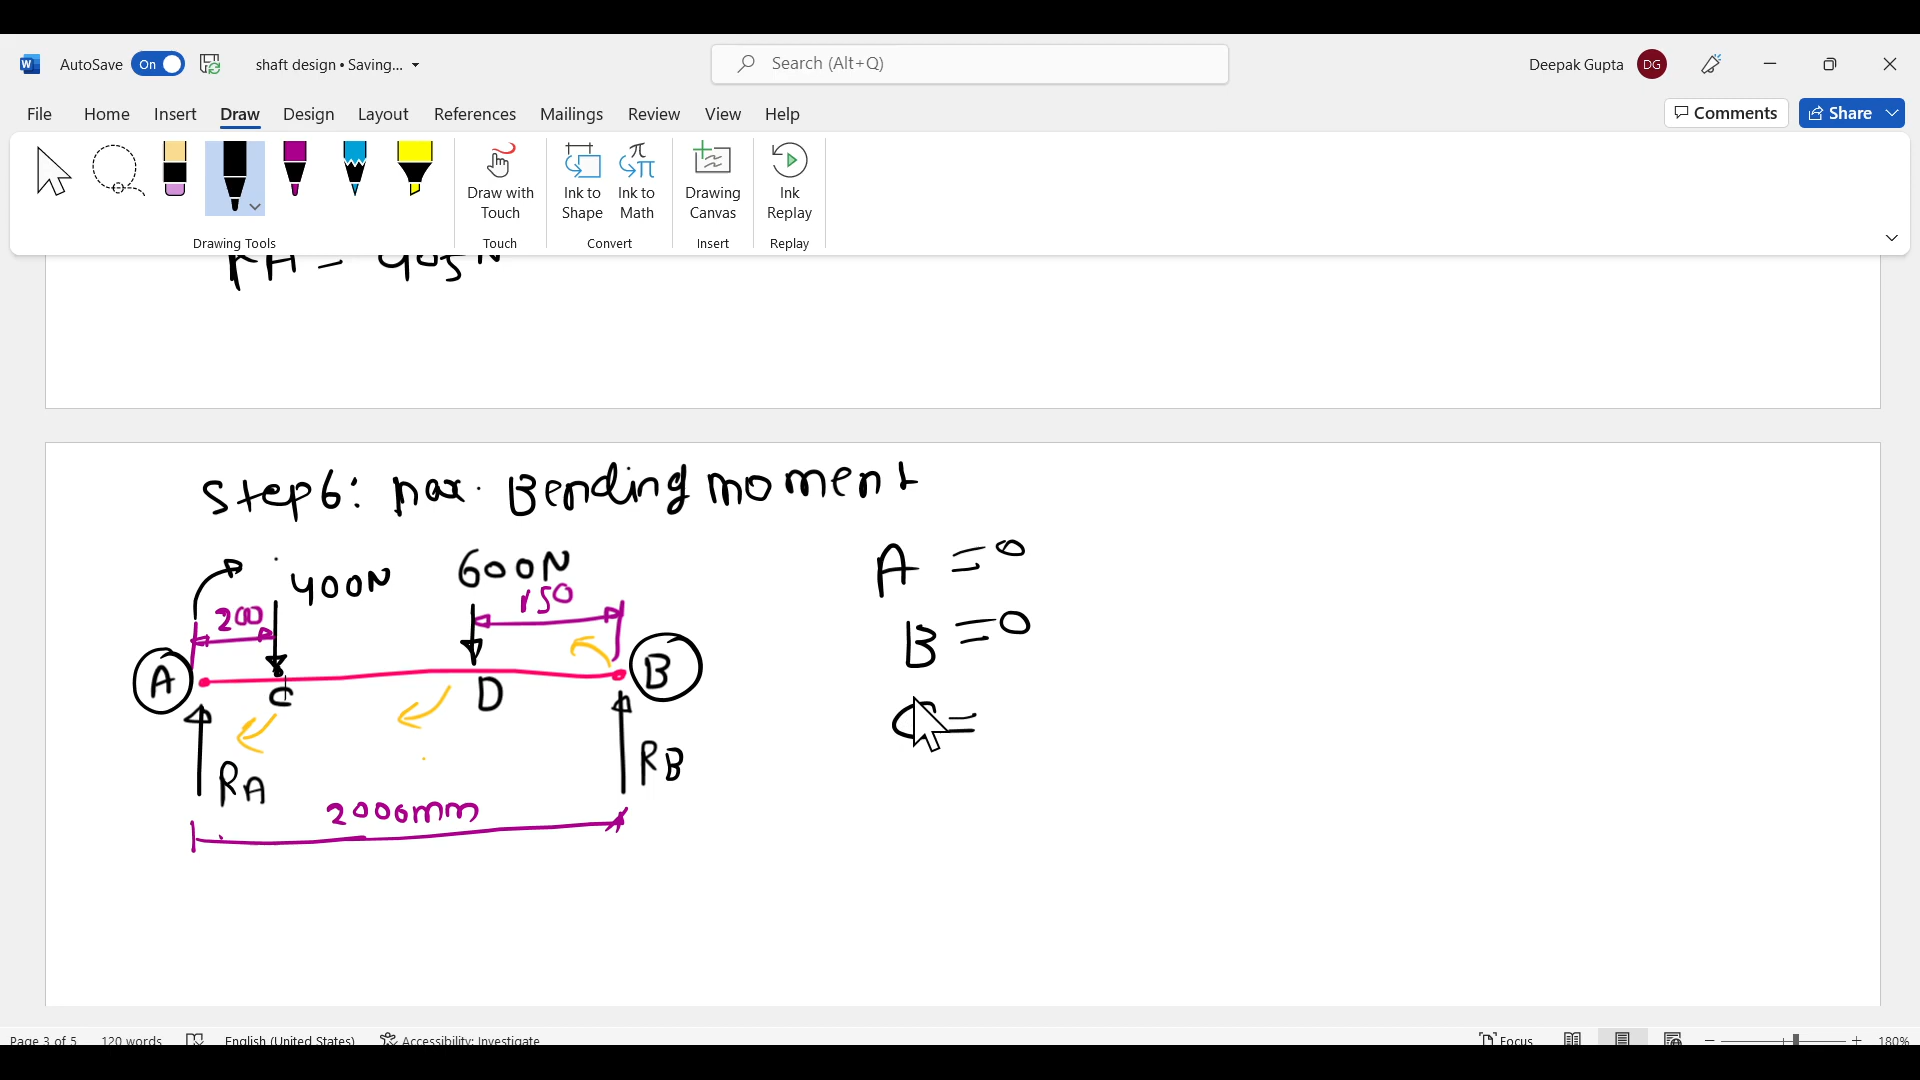 AutoSave On shaft design • Saving... Search (Alt+Q) Deepak Gupta DG
File Home Insert Draw Design Layout References Mailings Review View Help Comments Share
Draw with Touch
Ink to Shape
Ink to Math
Drawing Canvas
Ink Replay
Drawing Tools Touch Convert Insert Replay
RA = 405N
Step6: max. Bending moment
400N 600N
200 150
A C D B
RA RB
2000mm
A =0
B =0
C =
Page 3 of 5 120 words English (United States) Accessibility: Investigate Focus 180%